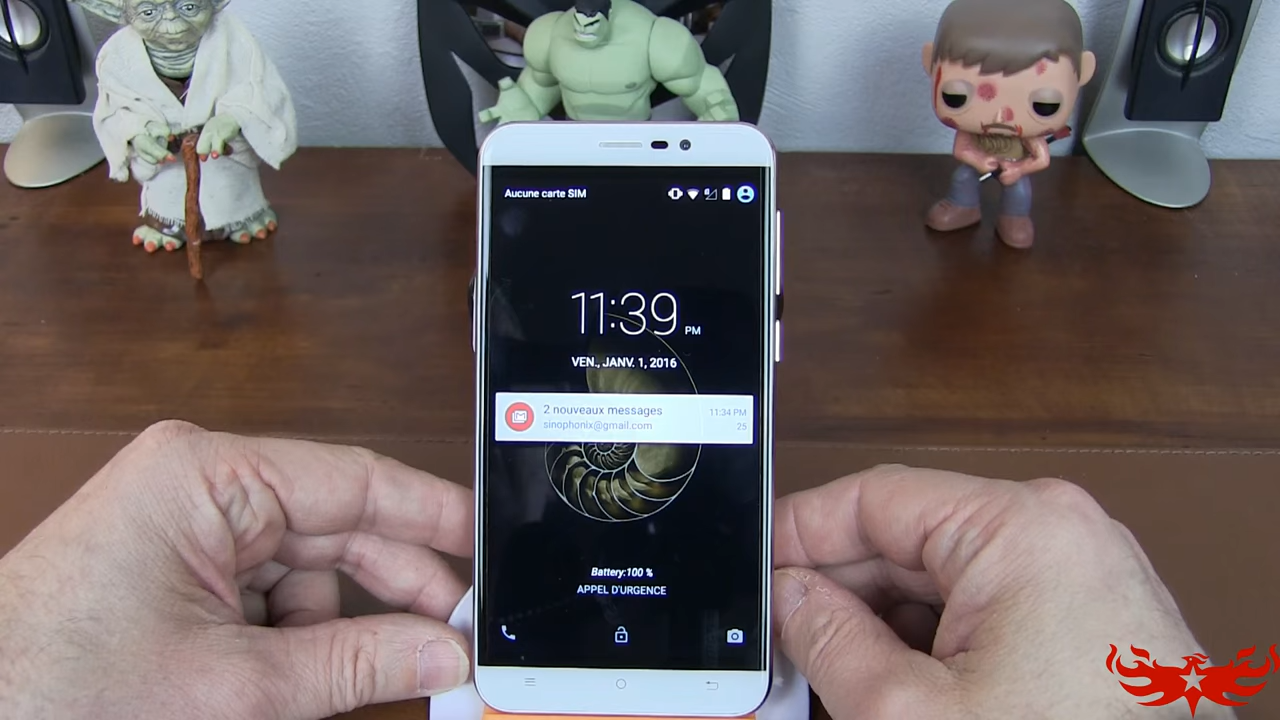 Aucune carte SIM
11:39 PM
VEN., JANV. 1, 2016
2 nouveaux messages 11:34 PM
sinophonix@gmail.com 25
Battery:100 %
APPEL D'URGENCE